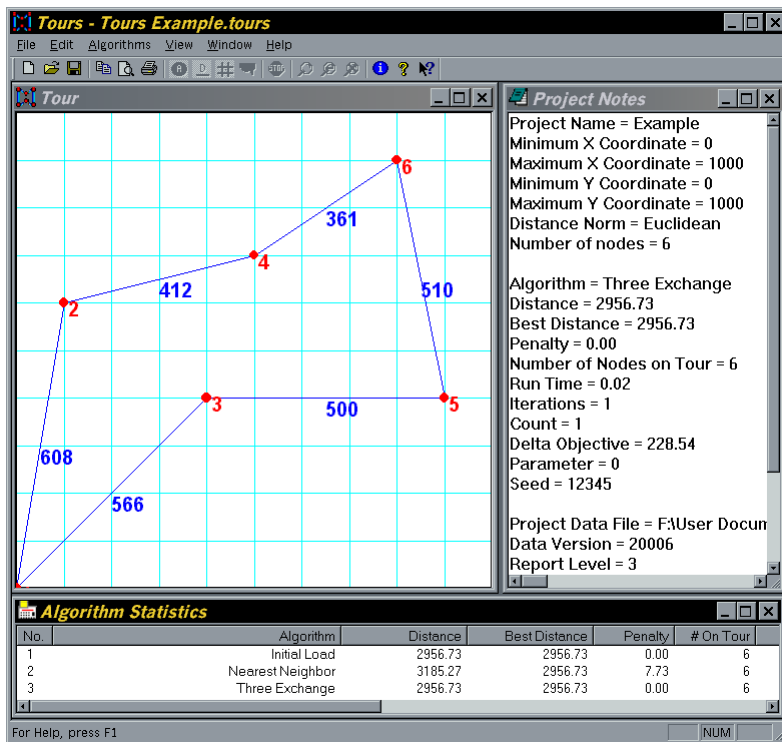 Tours - Tours Example.tours
File Edit Algorithms View Window Help
A D STOP i ? ?
Tour
6
361
4
412
510
2
3
500
5
608
566
Project Notes
Project Name = Example
Minimum X Coordinate = 0
Maximum X Coordinate = 1000
Minimum Y Coordinate = 0
Maximum Y Coordinate = 1000
Distance Norm = Euclidean
Number of nodes = 6
Algorithm = Three Exchange
Distance = 2956.73
Best Distance = 2956.73
Penalty = 0.00
Number of Nodes on Tour = 6
Run Time = 0.02
Iterations = 1
Count = 1
Delta Objective = 228.54
Parameter = 0
Seed = 12345
Project Data File = F:\User Docum
Data Version = 20006
Report Level = 3
Algorithm Statistics
No. Algorithm Distance Best Distance Penalty # On Tour
1 Initial Load 2956.73 2956.73 0.00 6
2 Nearest Neighbor 3185.27 2956.73 7.73 6
3 Three Exchange 2956.73 2956.73 0.00 6
For Help, press F1
NUM